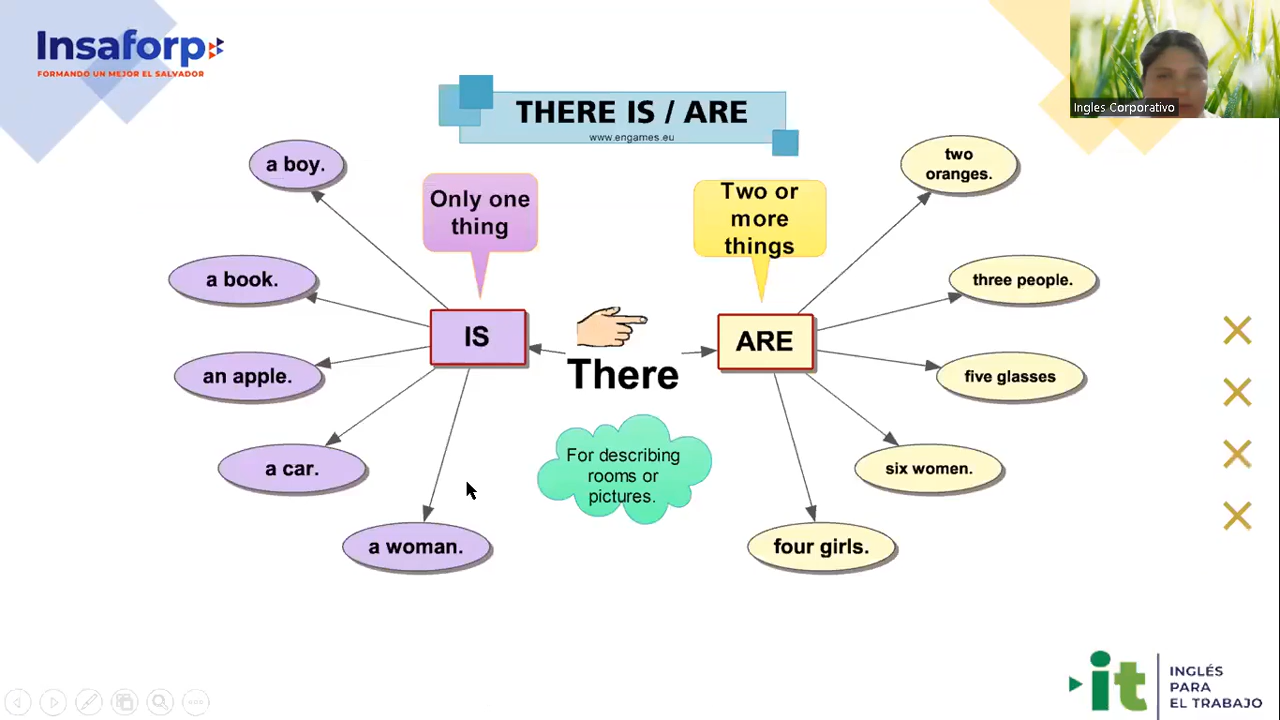 Insaforp
FORMANDO UN MEJOR EL SALVADOR
Ingles Corporativo
THERE IS / ARE
www.engames.eu
a boy.
Only one
thing
Two or
more
things
two
oranges.
a book.
three people.
IS
There
ARE
an apple.
five glasses
a car.
For describing
rooms or
pictures.
six women.
a woman.
four girls.
it
INGLÉS
PARA
EL TRABAJO